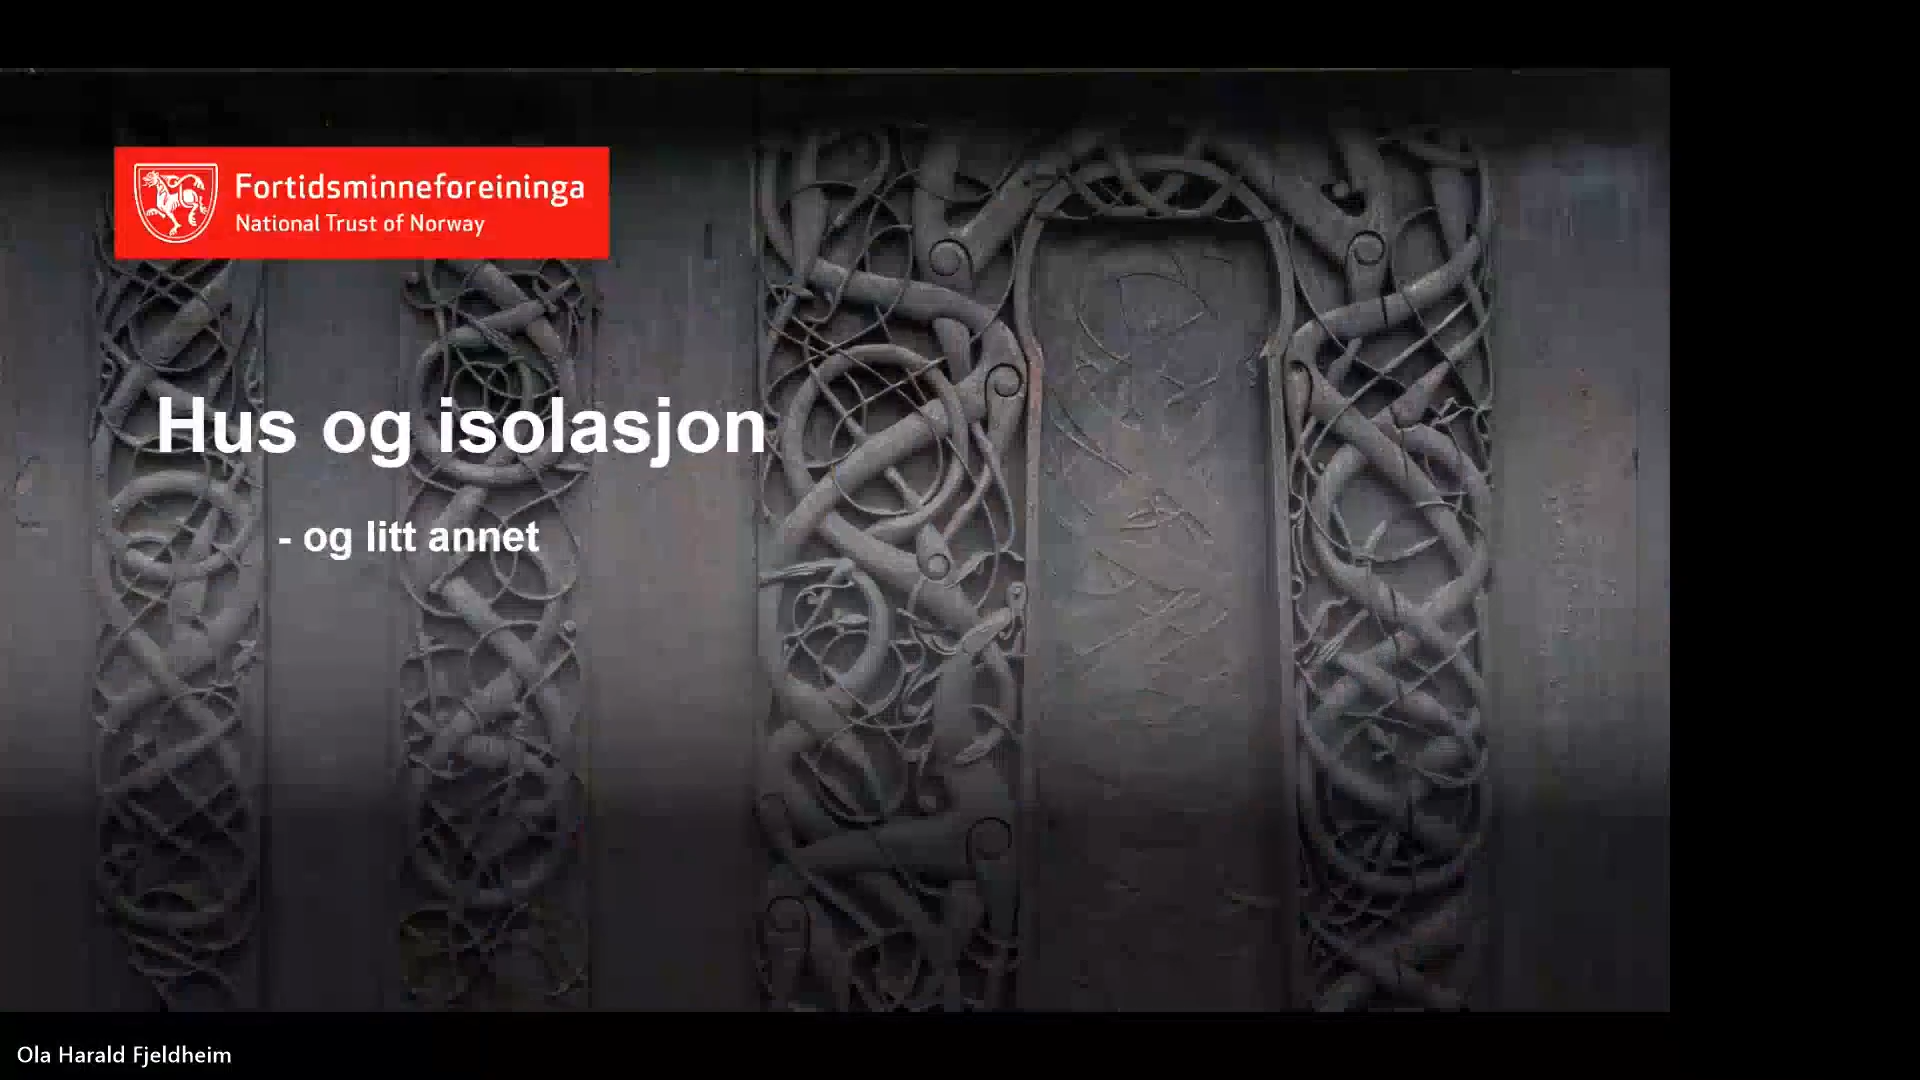 Fortidsminneforeininga
National Trust of Norway
Hus og isolasjon
- og litt annet
Ola Harald Fjeldheim